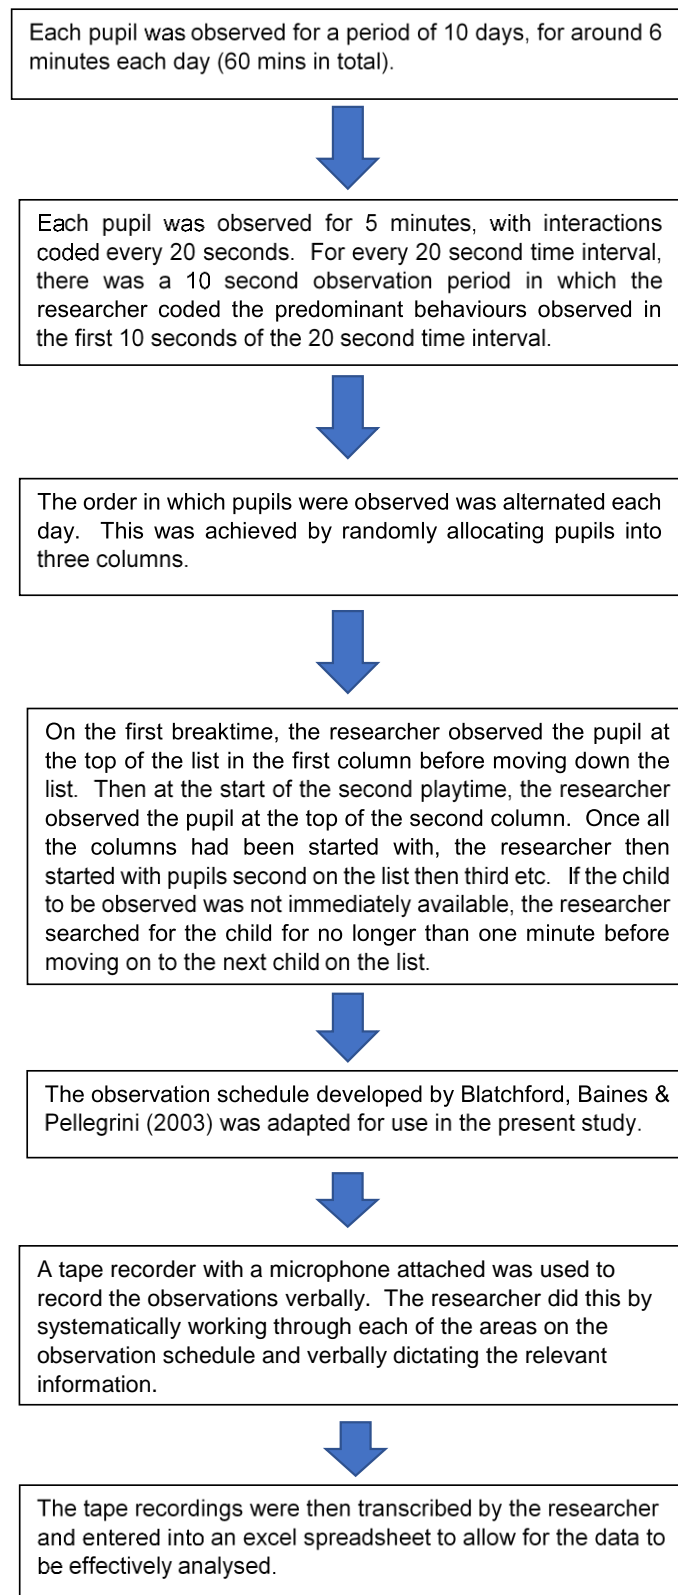 Each pupil was observed for a period of 10 days, for around 6
minutes each day (60 mins in total).
Each pupil was observed for 5 minutes, with interactions
coded every 20 seconds. For every 20 second time interval,
there was a 10 second observation period in which the
researcher coded the predominant behaviours observed in
the first 10 seconds of the 20 second time interval.
The order in which pupils were observed was alternated each
day. This was achieved by randomly allocating pupils into
three columns.
On the first breaktime, the researcher observed the pupil at
the top of the list in the first column before moving down the
list. Then at the start of the second playtime, the researcher
observed the pupil at the top of the second column. Once all
the columns had been started with, the researcher then
started with pupils second on the list then third etc. If the child
to be observed was not immediately available, the researcher
searched for the child for no longer than one minute before
moving on to the next child on the list.
The observation schedule developed by Blatchford, Baines &
Pellegrini (2003) was adapted for use in the present study.
A tape recorder with a microphone attached was used to
record the observations verbally. The researcher did this by
systematically working through each of the areas on the
observation schedule and verbally dictating the relevant
information.
The tape recordings were then transcribed by the researcher
and entered into an excel spreadsheet to allow for the data to
be effectively analysed.